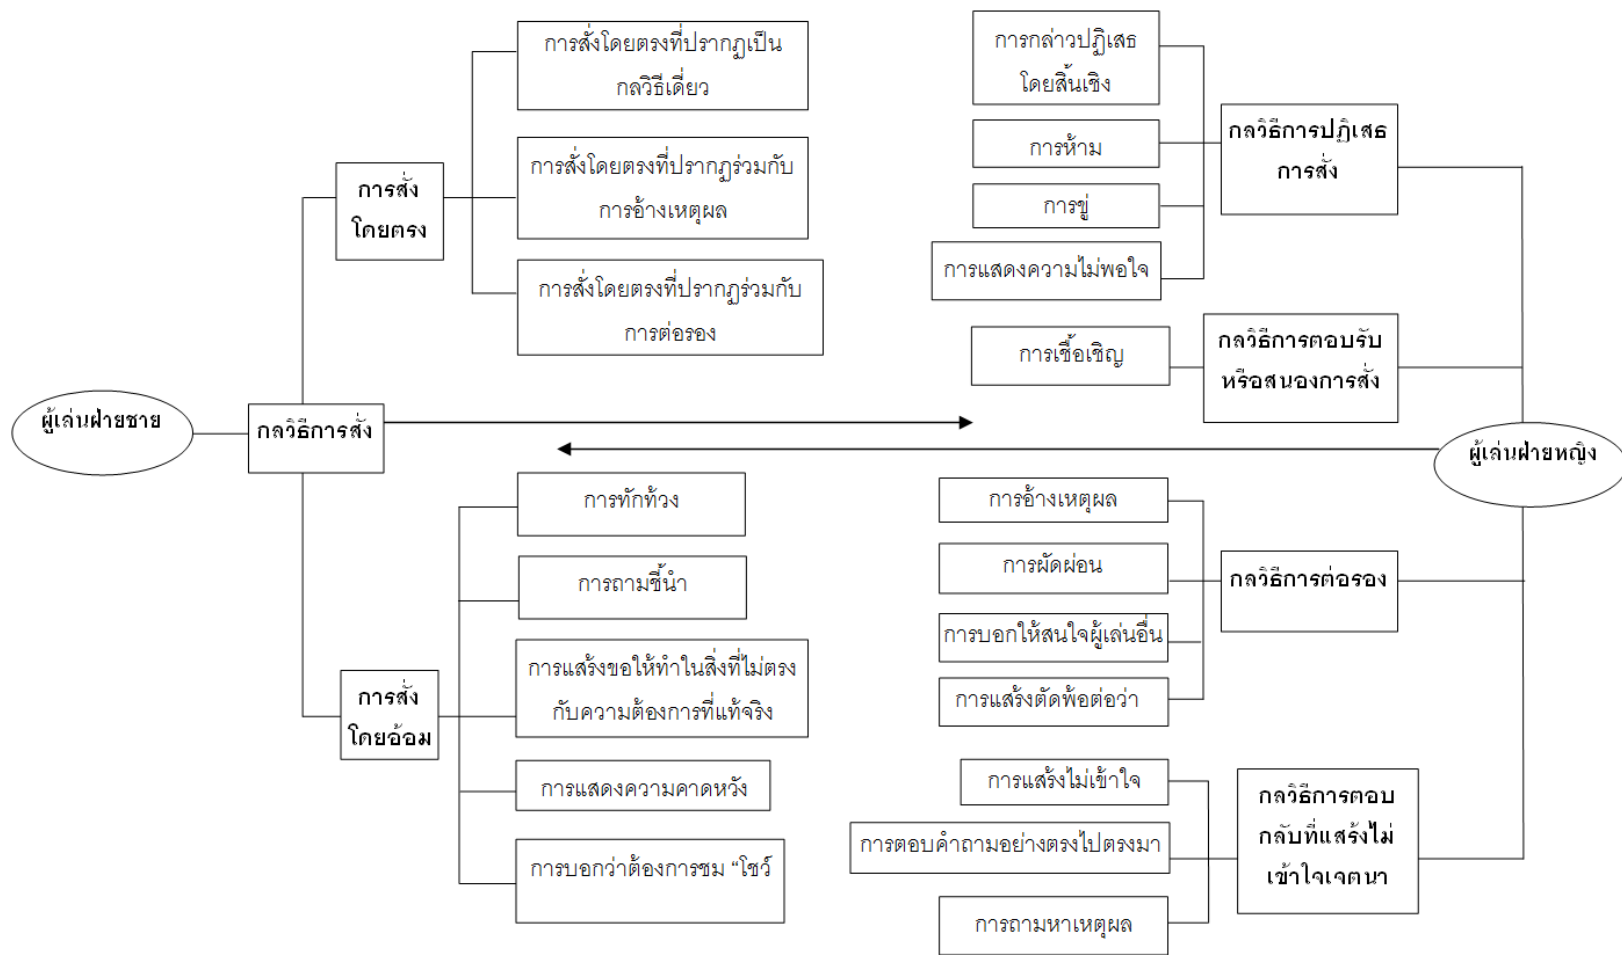 ผู้เล่นฝ่ายชาย
กลวิธีการสั่ง
การสั่ง
โดยตรง
การสั่งโดยตรงที่ปรากฏเป็น
กลวิธีเดี่ยว
การสั่งโดยตรงที่ปรากฏร่วมกับ
การอ้างเหตุผล
การสั่งโดยตรงที่ปรากฏร่วมกับ
การต่อรอง
การสั่ง
โดยอ้อม
การทักท้วง
การถามชี้นำ
การแสร้งขอให้ทำในสิ่งที่ไม่ตรง
กับความต้องการที่แท้จริง
การแสดงความคาดหวัง
การบอกว่าต้องการชม “โชว์
การกล่าวปฏิเสธ
โดยสิ้นเชิง
การห้าม
การขู่
การแสดงความไม่พอใจ
กลวิธีการปฏิเสธ
การสั่ง
การเชื้อเชิญ
กลวิธีการตอบรับ
หรือสนองการสั่ง
ผู้เล่นฝ่ายหญิง
การอ้างเหตุผล
การผัดผ่อน
การบอกให้สนใจผู้เล่นอื่น
การแสร้งตัดพ้อต่อว่า
กลวิธีการต่อรอง
การแสร้งไม่เข้าใจ
การตอบคำถามอย่างตรงไปตรงมา
การถามหาเหตุผล
กลวิธีการตอบ
กลับที่แสร้งไม่
เข้าใจเจตนา